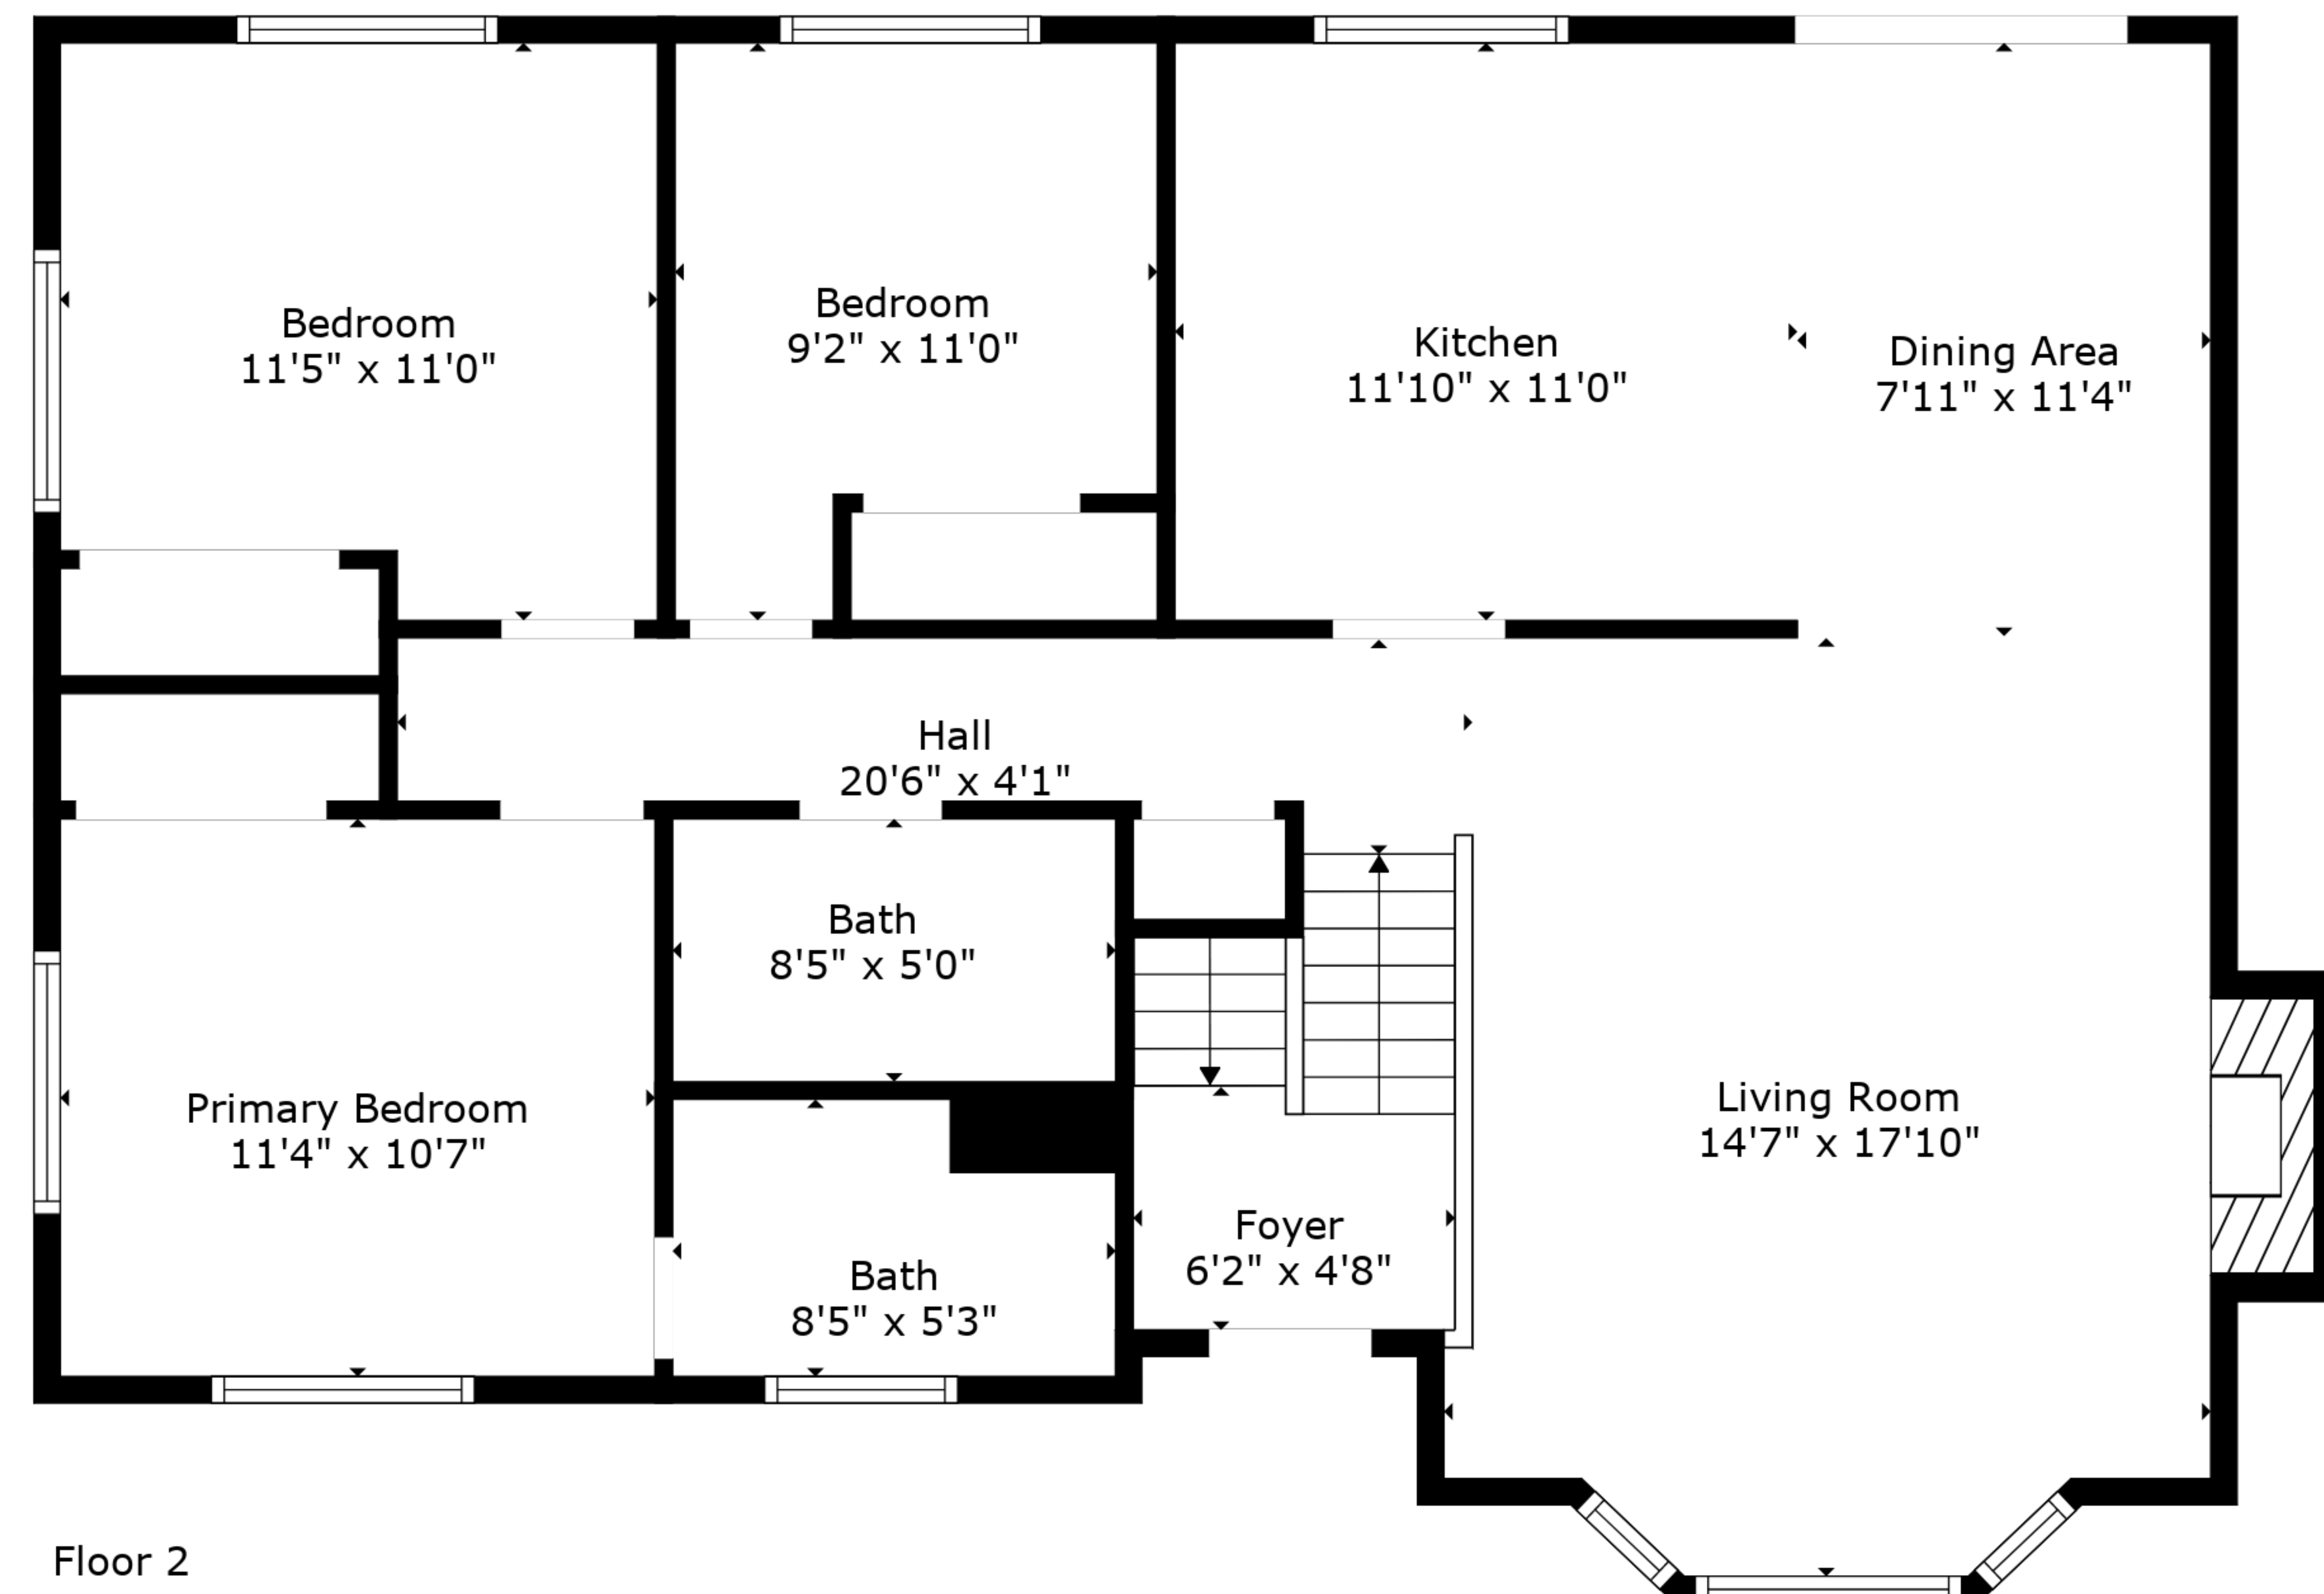 Bedroom
11'5" x 11'0"
Bedroom
9'2" x 11'0"
Kitchen
11'10" x 11'0"
Dining Area
7'11" x 11'4"
Hall
20'6" x 4'1"
Bath
8'5" x 5'0"
Primary Bedroom
11'4" x 10'7"
Living Room
14'7" x 17'10"
Foyer
6'2" x 4'8"
Bath
8'5" x 5'3"
Floor 2